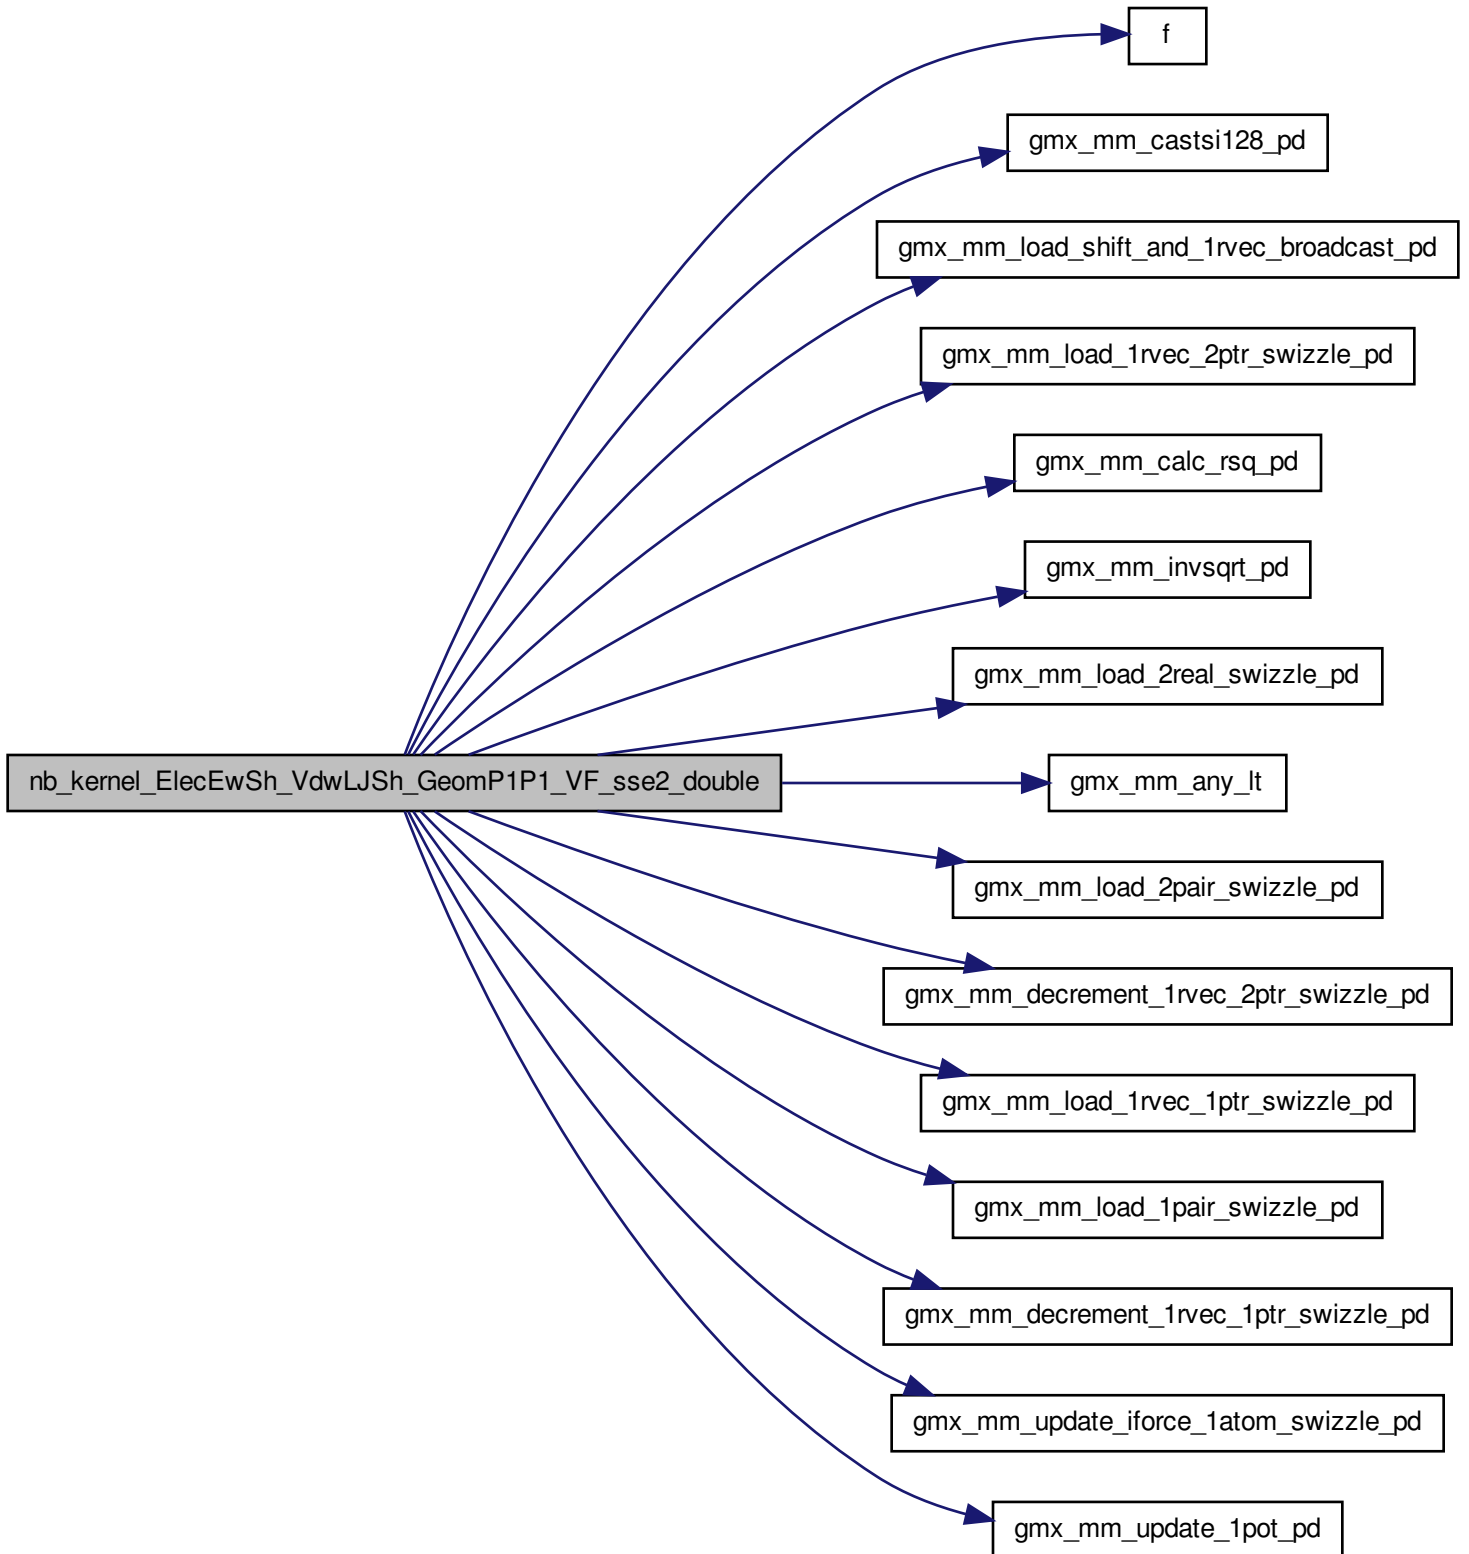 f
gmx_mm_castsi128_pd
gmx_mm_load_shift_and_1rvec_broadcast_pd
gmx_mm_load_1rvec_2ptr_swizzle_pd
gmx_mm_calc_rsq_pd
gmx_mm_invsqrt_pd
gmx_mm_load_2real_swizzle_pd
nb_kernel_ElecEwSh_VdwLJSh_GeomP1P1_VF_sse2_double
gmx_mm_any_lt
gmx_mm_load_2pair_swizzle_pd
gmx_mm_decrement_1rvec_2ptr_swizzle_pd
gmx_mm_load_1rvec_1ptr_swizzle_pd
gmx_mm_load_1pair_swizzle_pd
gmx_mm_decrement_1rvec_1ptr_swizzle_pd
gmx_mm_update_iforce_1atom_swizzle_pd
gmx_mm_update_1pot_pd